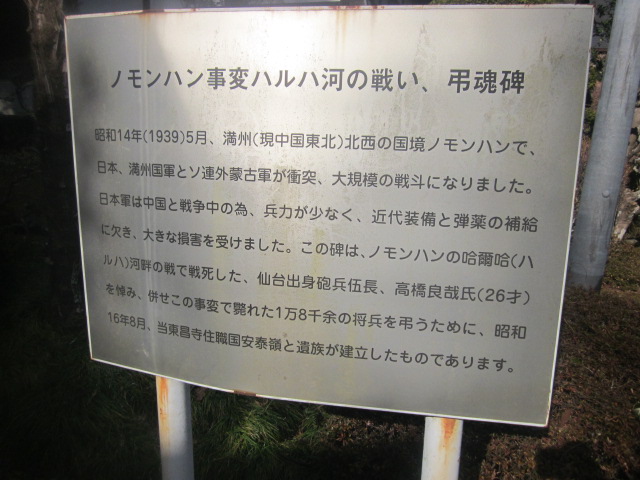 ノモンハン事変ハルハ河の戦い、弔魂碑
昭和14年(1939)5月、満州(現中国東北)北西の国境ノモンハンで、
日本、満州国軍とソ連外蒙古軍が衝突、大規模の戦斗になりました。
日本軍は中国と戦争中の為、兵力が少なく、近代装備と弾薬の補給
に欠き、大きな損害を受けました。この碑は、ノモンハンの哈爾哈(ハ
ルハ)河畔の戦で戦死した、仙台出身砲兵伍長、高橋良哉氏(26才)
を悼み、併せこの事変で斃れた1万8千余の将兵を弔うために、昭和
16年8月、当東昌寺住職国安泰嶺と遺族が建立したものであります。